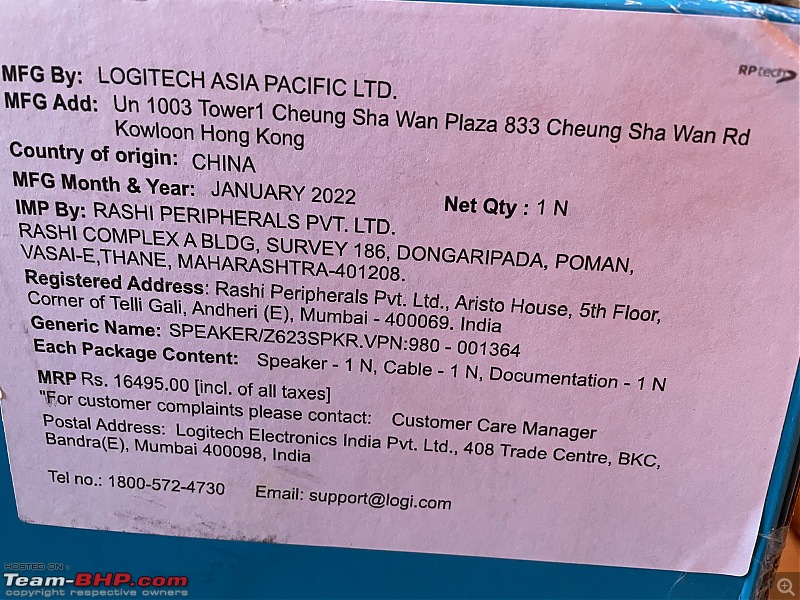 RPtech
MFG By: LOGITECH ASIA PACIFIC LTD.
MFG Add: Un 1003 Tower1 Cheung Sha Wan Plaza 833 Cheung Sha Wan Rd
Kowloon Hong Kong
Country of origin: CHINA
MFG Month & Year: JANUARY 2022 Net Qty : 1 N
IMP By: RASHI PERIPHERALS PVT. LTD.
RASHI COMPLEX A BLDG, SURVEY 186, DONGARIPADA, POMAN,
VASAI-E,THANE, MAHARASHTRA-401208.
Registered Address: Rashi Peripherals Pvt. Ltd., Aristo House, 5th Floor,
Corner of Telli Gali, Andheri (E), Mumbai - 400069. India
Generic Name: SPEAKER/Z623SPKR.VPN:980 - 001364
Each Package Content: Speaker - 1 N, Cable - 1 N, Documentation - 1 N
MRP Rs. 16495.00 [incl. of all taxes]
"For customer complaints please contact: Customer Care Manager
Postal Address: Logitech Electronics India Pvt. Ltd., 408 Trade Centre, BKC,
Bandra(E), Mumbai 400098, India
Tel no.: 1800-572-4730 Email: support@logi.com
HOSTED ON :
Team-BHP.com
copyright respective owners